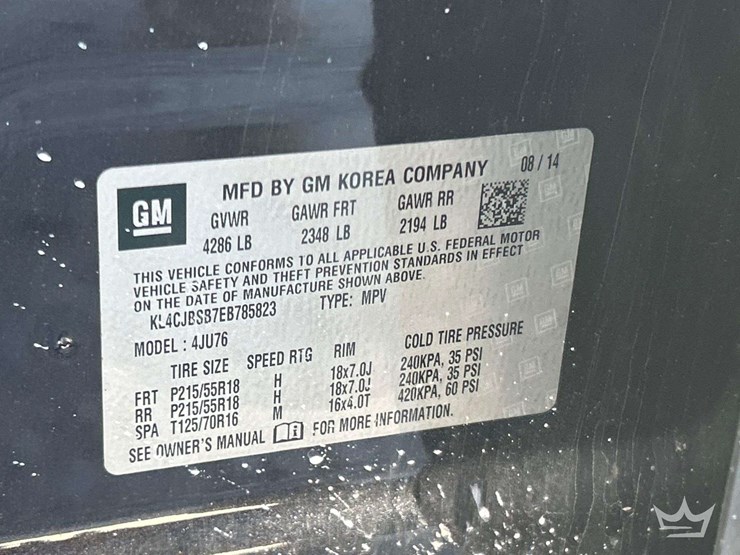 GM
MFD BY GM KOREA COMPANY 08 / 14
GVWR GAWR FRT GAWR RR
4286 LB 2348 LB 2194 LB
THIS VEHICLE CONFORMS TO ALL APPLICABLE U.S. FEDERAL MOTOR
VEHICLE SAFETY AND THEFT PREVENTION STANDARDS IN EFFECT
ON THE DATE OF MANUFACTURE SHOWN ABOVE.
KL4CJBSB7EB785823 TYPE: MPV
MODEL : 4JU76
TIRE SIZE SPEED RTG RIM COLD TIRE PRESSURE
FRT P215/55R18 H 18x7.0J 240KPA, 35 PSI
RR P215/55R18 H 18x7.0J 240KPA, 35 PSI
SPA T125/70R16 M 16x4.0T 420KPA, 60 PSI
SEE OWNER'S MANUAL FOR MORE INFORMATION.